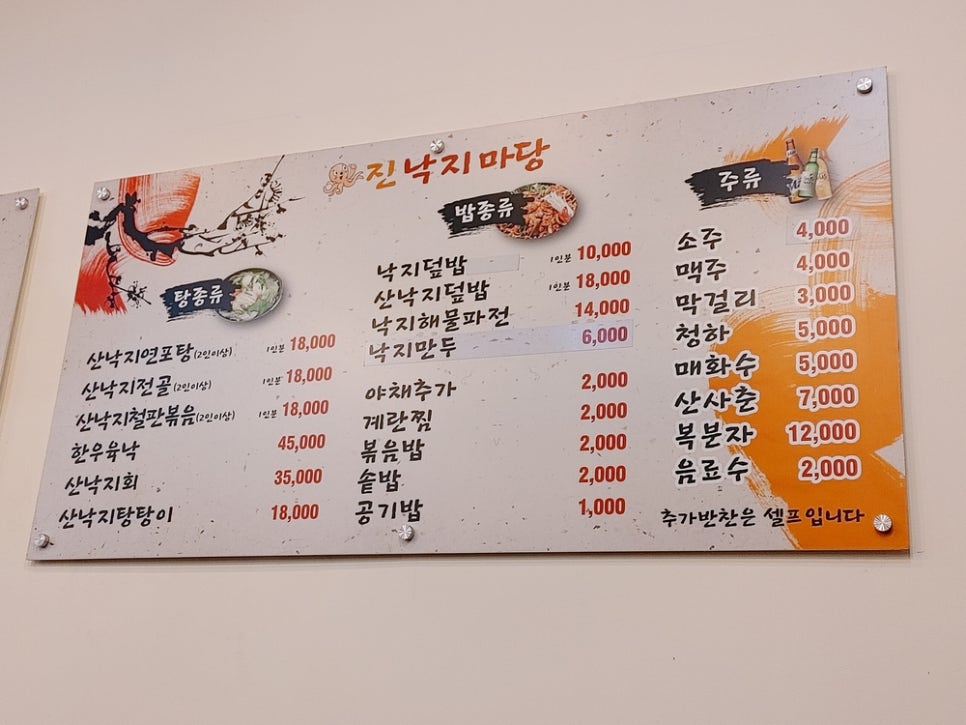 진낙지마당
탕종류
산낙지연포탕(2인이상) 1인분 18,000
산낙지전골(2인이상) 1인분 18,000
산낙지철판볶음(2인이상) 1인분 18,000
한우육낙 45,000
산낙지회 35,000
산낙지탕탕이 18,000
밥종류
낙지덮밥 1인분 10,000
산낙지덮밥 1인분 18,000
낙지해물파전 14,000
낙지만두 6,000
야채추가 2,000
계란찜 2,000
볶음밥 2,000
솥밥 2,000
공기밥 1,000
주류
소주 4,000
맥주 4,000
막걸리 3,000
청하 5,000
매화수 5,000
산사춘 7,000
복분자 12,000
음료수 2,000
추가반찬은 셀프입니다